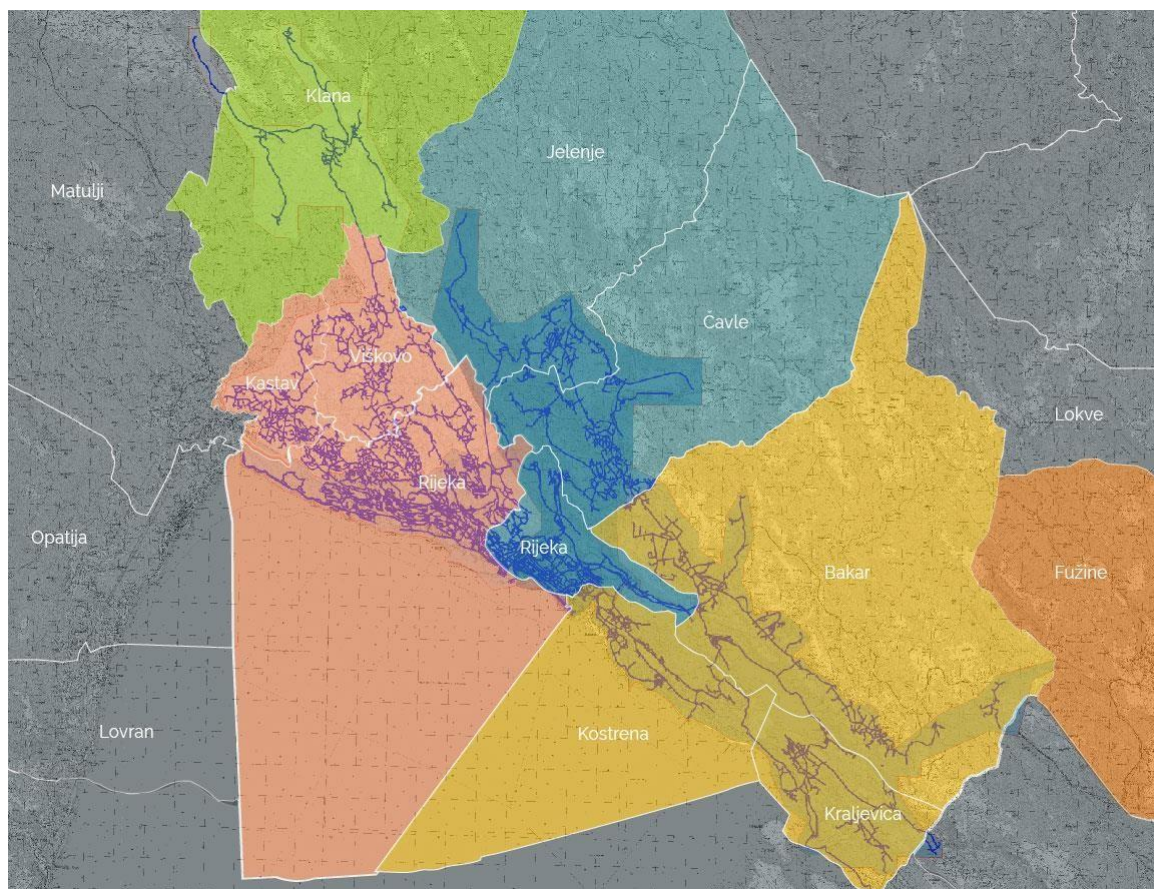 Klana
Jelenje
Matulji
Čavle
Viškovo
Kastav
Lokve
Rijeka
Opatija
Rijeka
Bakar
Fužine
Lovran
Kostrena
Kraljevica